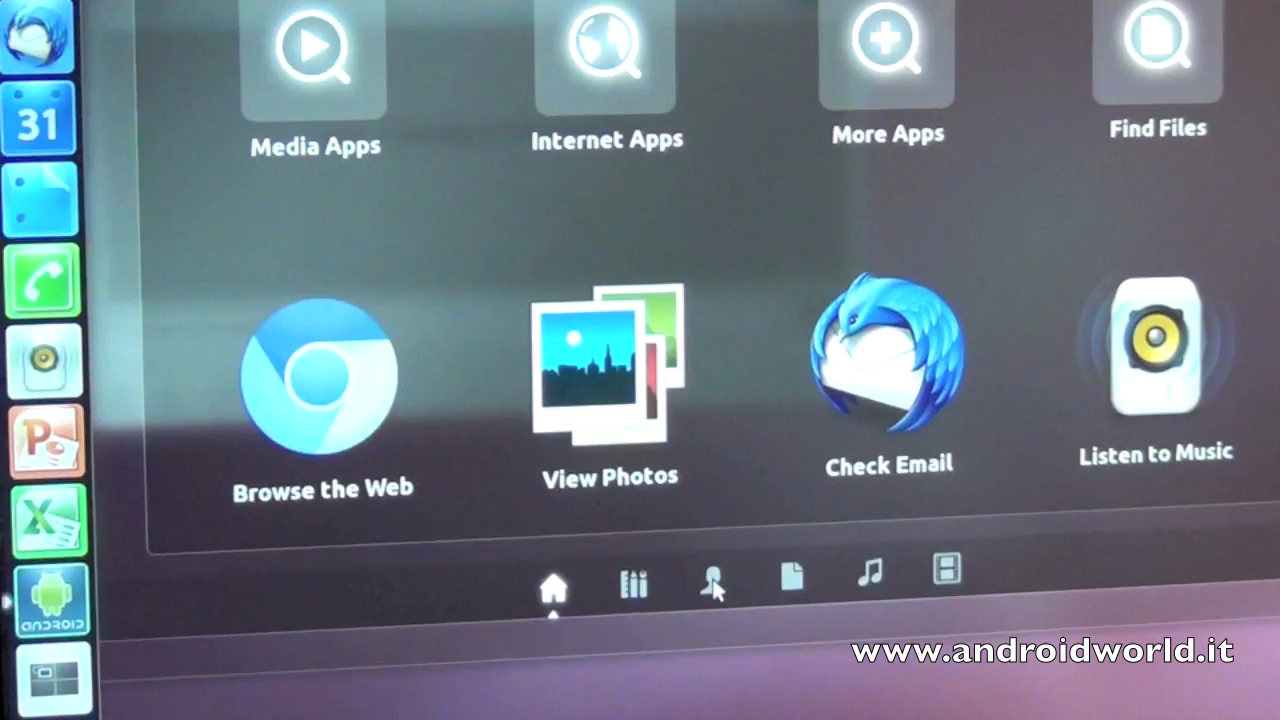 31
Media Apps
Internet Apps
More Apps
Find Files
P
X
ANDROID
Browse the Web
View Photos
Check Email
Listen to Music
www.androidworld.it